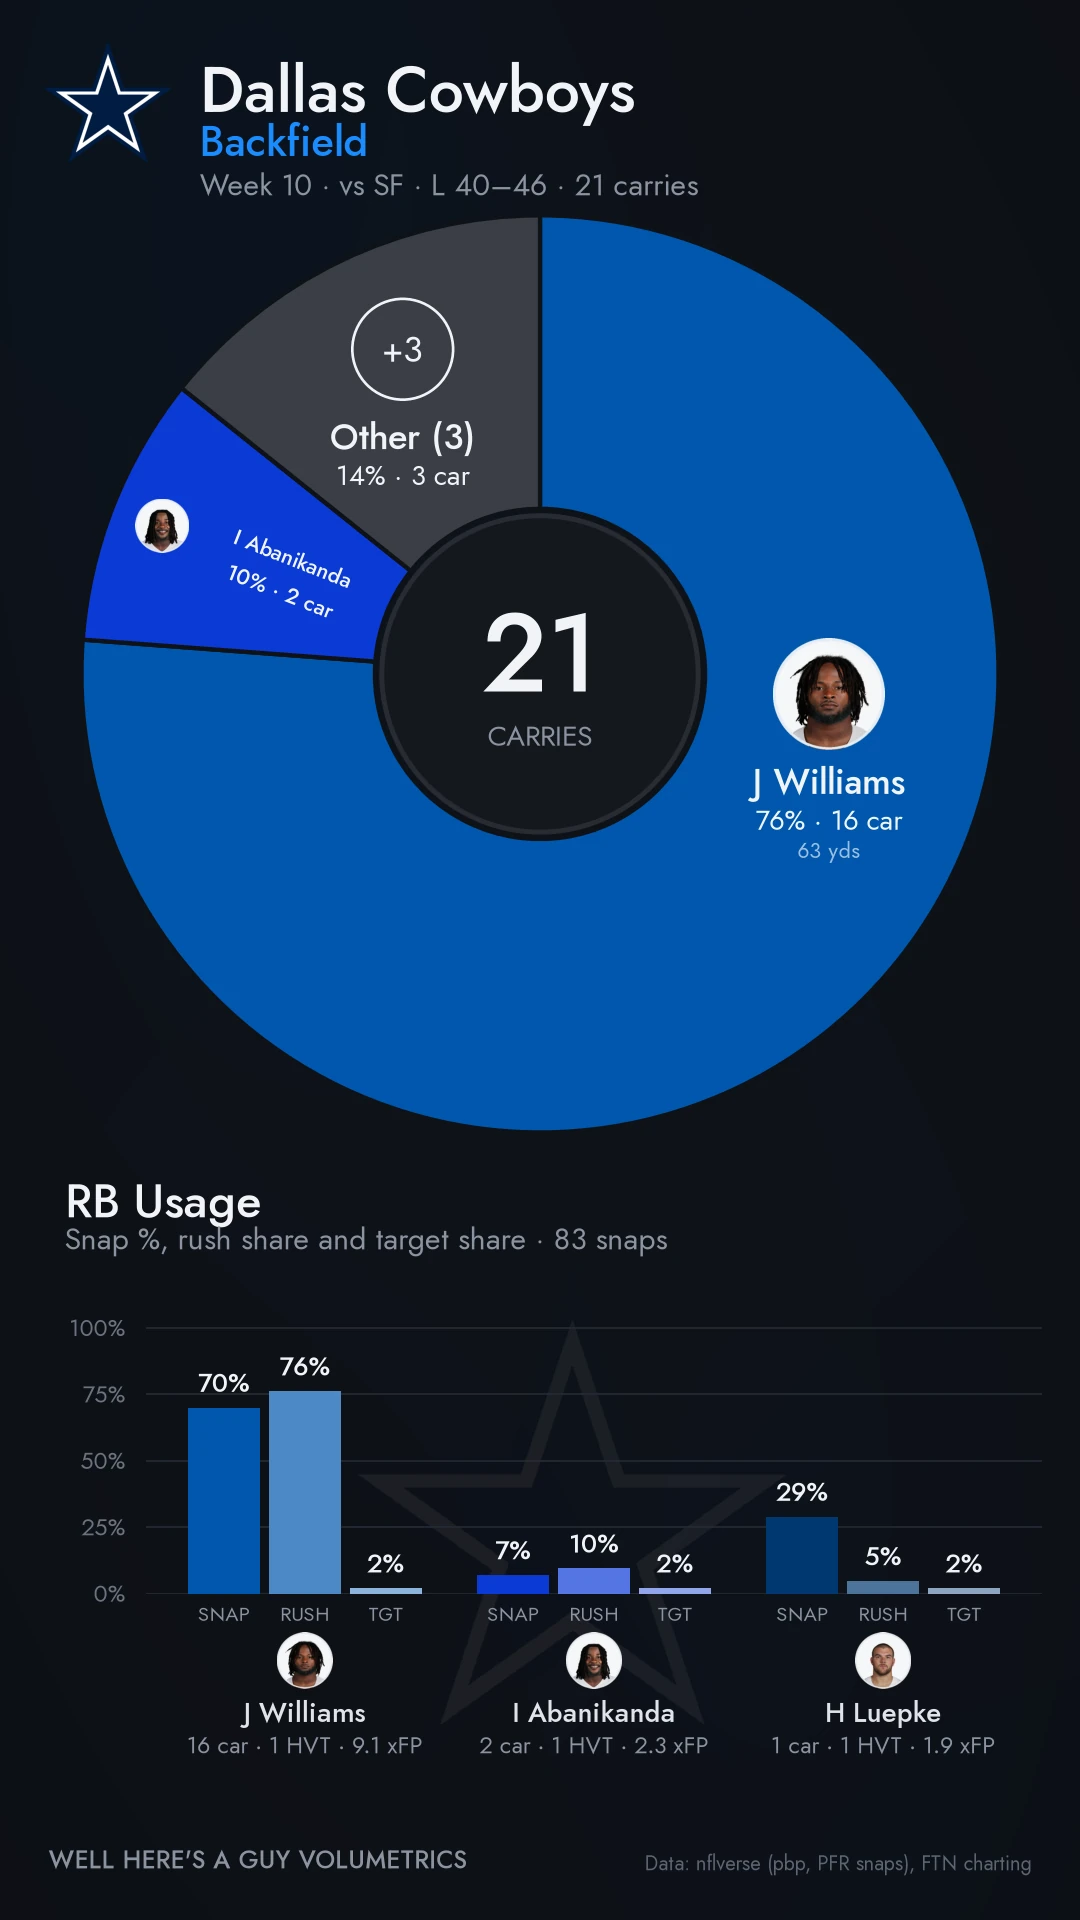 Dallas Cowboys
Backfield
Week 10 · vs SF · L 40–46 · 21 carries
+3
Other (3)
14% · 3 car
I Abanikanda
10% · 2 car
21
CARRIES
J Williams
76% · 16 car
63 yds
RB Usage
Snap %, rush share and target share · 83 snaps
100%
75%
50%
25%
0%
70% 76% 2% 7% 10% 2% 29% 5% 2%
SNAP RUSH TGT SNAP RUSH TGT SNAP RUSH TGT
J Williams I Abanikanda H Luepke
16 car · 1 HVT · 9.1 xFP 2 car · 1 HVT · 2.3 xFP 1 car · 1 HVT · 1.9 xFP
WELL HERE'S A GUY VOLUMETRICS
Data: nflverse (pbp, PFR snaps), FTN charting